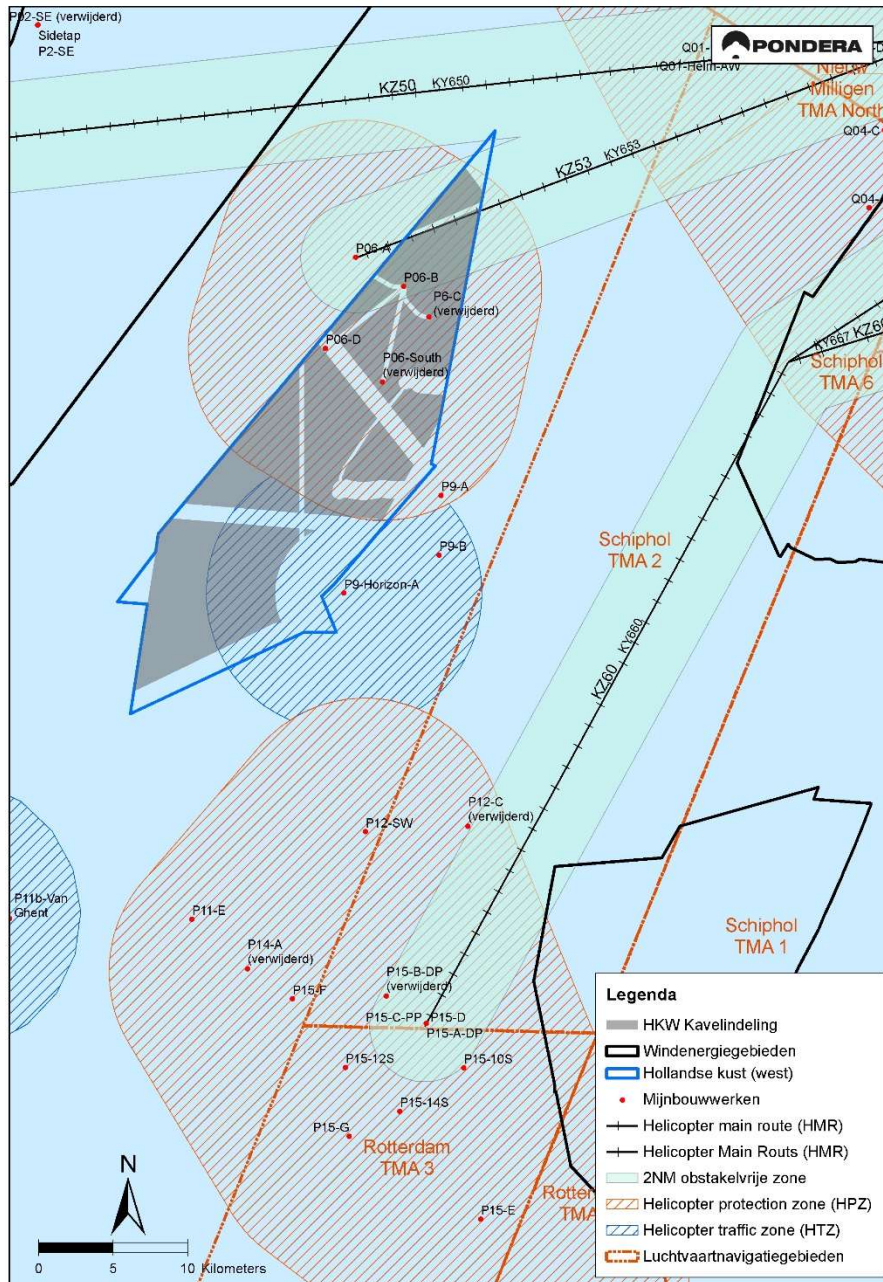 P02-SE (verwijderd)
Sidetap
P2-SE
PONDERA
Q01-
Q01-Helm-AW
Nieuw
Milligen
TMA North
Q04-C
KZ50
KY650
KZ53
KY653
P06-A
P06-B
P6-C
(verwijderd)
P06-D
P06-South
(verwijderd)
KY667
Schiphol
TMA 6
P9-A
P9-B
P9-Horizon-A
Schiphol
TMA 2
KZ60
KY660
P12-SW
P12-C
(verwijderd)
P11b-Van
Ghent
P11-E
P14-A
(verwijderd)
P15-F
P15-B-DP
(verwijderd)
P15-C-PP
P15-D
P15-A-DP
P15-12S
P15-10S
P15-14S
P15-G
Rotterdam
TMA 3
P15-E
Schiphol
TMA 1
TMA
Legenda
HKW Kavelindeling
Windenergiegebieden
Hollandse kust (west)
Mijnbouwwerken
Helicopter main route (HMR)
Helicopter Main Routs (HMR)
2NM obstakelvrije zone
Helicopter protection zone (HPZ)
Helicopter traffic zone (HTZ)
Luchtvaartnavigatiegebieden
N
0 5 10 Kilometers